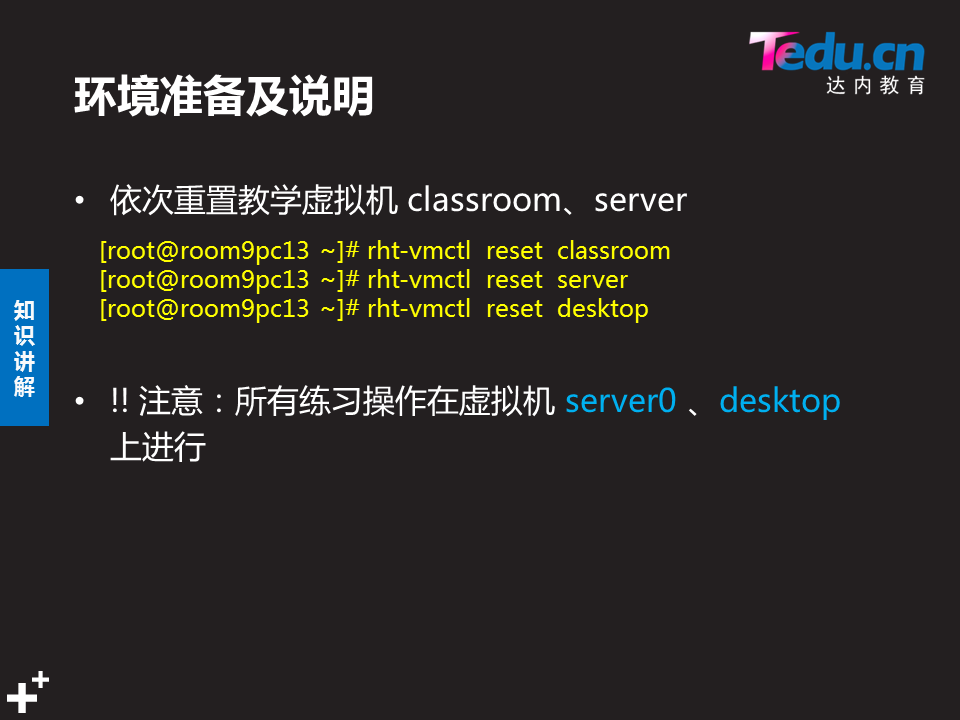 Tedu.cn
达内教育
环境准备及说明
• 依次重置教学虚拟机 classroom、server
[root@room9pc13 ~]# rht-vmctl reset classroom
[root@room9pc13 ~]# rht-vmctl reset server
[root@room9pc13 ~]# rht-vmctl reset desktop
知识讲解
• !! 注意：所有练习操作在虚拟机 server0 、desktop
上进行